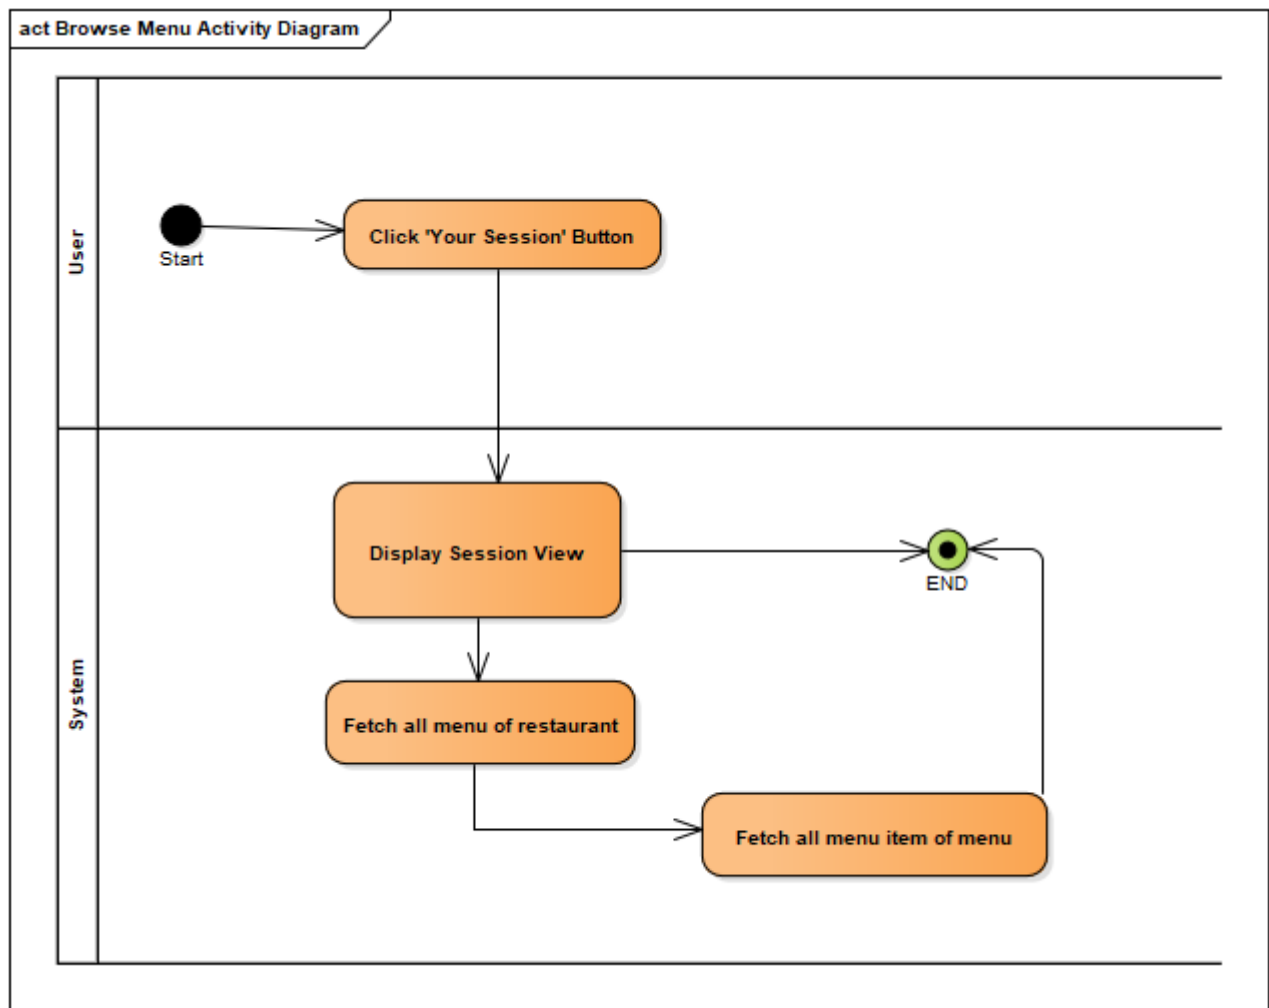 act Browse Menu Activity Diagram
User
Start
Click 'Your Session' Button
System
Display Session View
END
Fetch all menu of restaurant
Fetch all menu item of menu